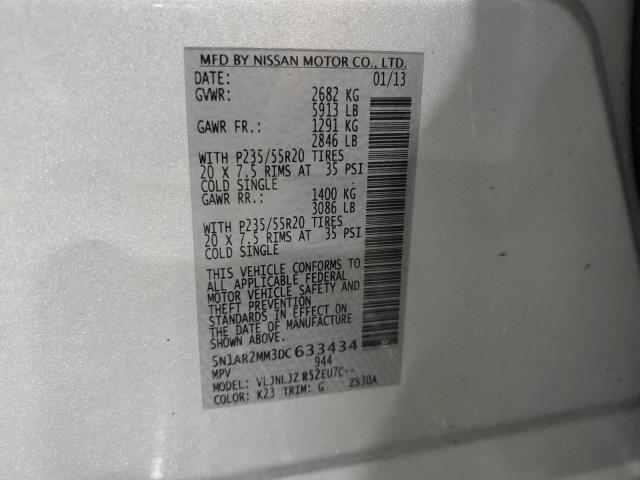 MFD BY NISSAN MOTOR CO., LTD.
DATE: 01/13
GVWR: 2682 KG
5913 LB
GAWR FR.: 1291 KG
2846 LB
WITH P235/55R20 TIRES
20 X 7.5 RIMS AT 35 PSI
COLD SINGLE
GAWR RR.: 1400 KG
3086 LB
WITH P235/55R20 TIRES
20 X 7.5 RIMS AT 35 PSI
COLD SINGLE
THIS VEHICLE CONFORMS TO
ALL APPLICABLE FEDERAL
MOTOR VEHICLE SAFETY AND
THEFT PREVENTION
STANDARDS IN EFFECT ON
THE DATE OF MANUFACTURE
SHOWN ABOVE.
5N1AR2MM3DC633434
MPV 944
MODEL: VLJNLJZ R52EU7C--
COLOR: K23 TRIM: G ZS30A